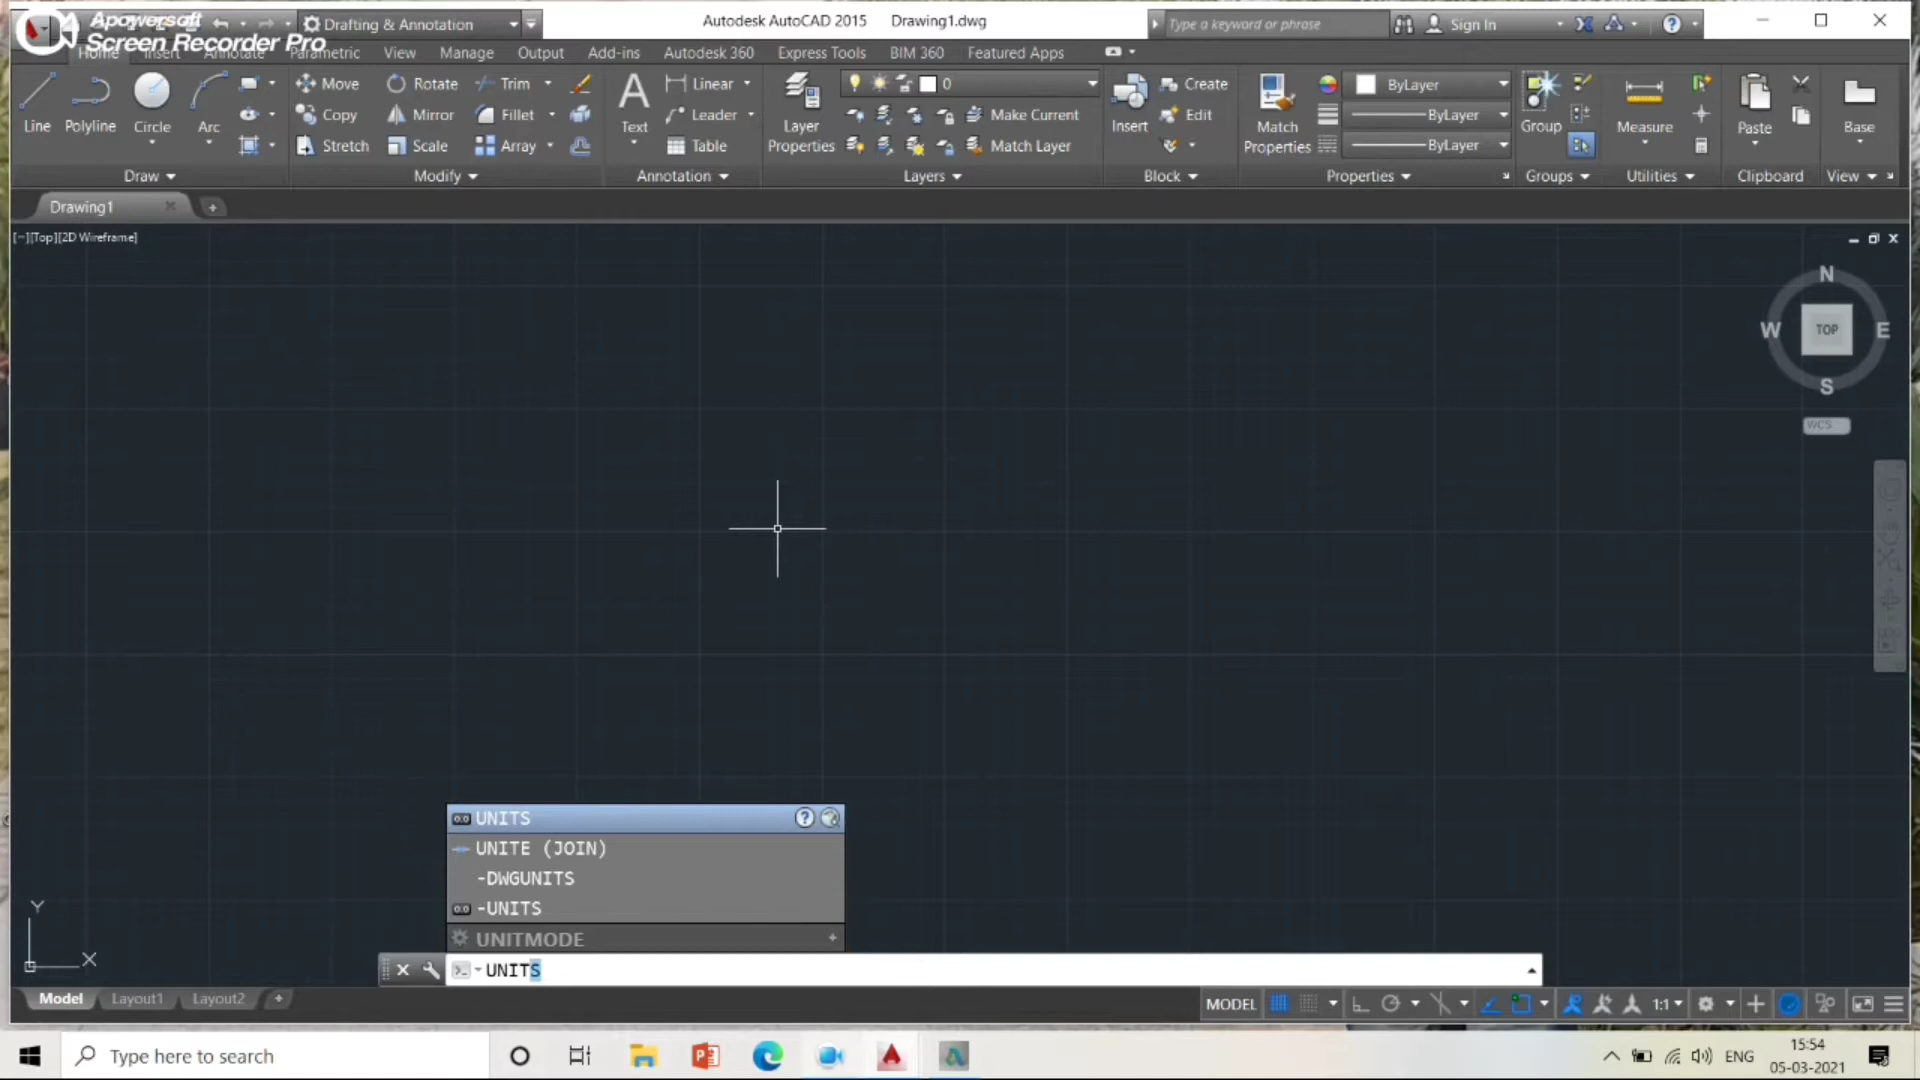 Apowersoft
Screen Recorder Pro
Drafting & Annotation
Autodesk AutoCAD 2015 Drawing1.dwg
Type a keyword or phrase
Sign In
Home Insert Annotate Parametric View Manage Output Add-ins Autodesk 360 Express Tools BIM 360 Featured Apps
Line Polyline Circle Arc
Move Rotate Trim
Copy Mirror Fillet
Stretch Scale Array
Text
Linear
Leader
Table
Layer
Properties
0
Make Current
Match Layer
Insert
Create
Edit
Match
Properties
ByLayer
ByLayer
ByLayer
Group
Measure
Paste
Base
Draw Modify Annotation Layers Block Properties Groups Utilities Clipboard View
Drawing1
[−][Top][2D Wireframe]
N
W TOP E
S
WCS
UNITS
UNITE (JOIN)
-DWGUNITS
-UNITS
UNITMODE
Y
X
UNITS
Model Layout1 Layout2
MODEL 1:1
Type here to search
ENG
15:54
05-03-2021